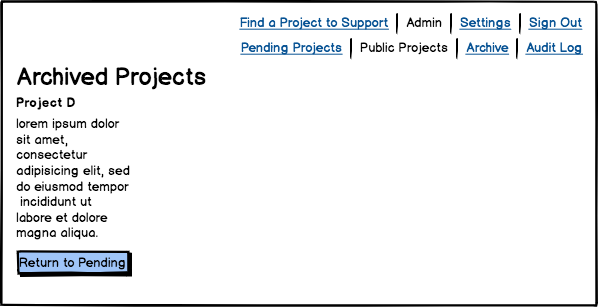 Find a Project to Support | Admin | Settings | Sign Out
Pending Projects | Public Projects | Archive | Audit Log
Archived Projects
Project D
lorem ipsum dolor
sit amet,
consectetur
adipisicing elit, sed
do eiusmod tempor
incididunt ut
labore et dolore
magna aliqua.
Return to Pending